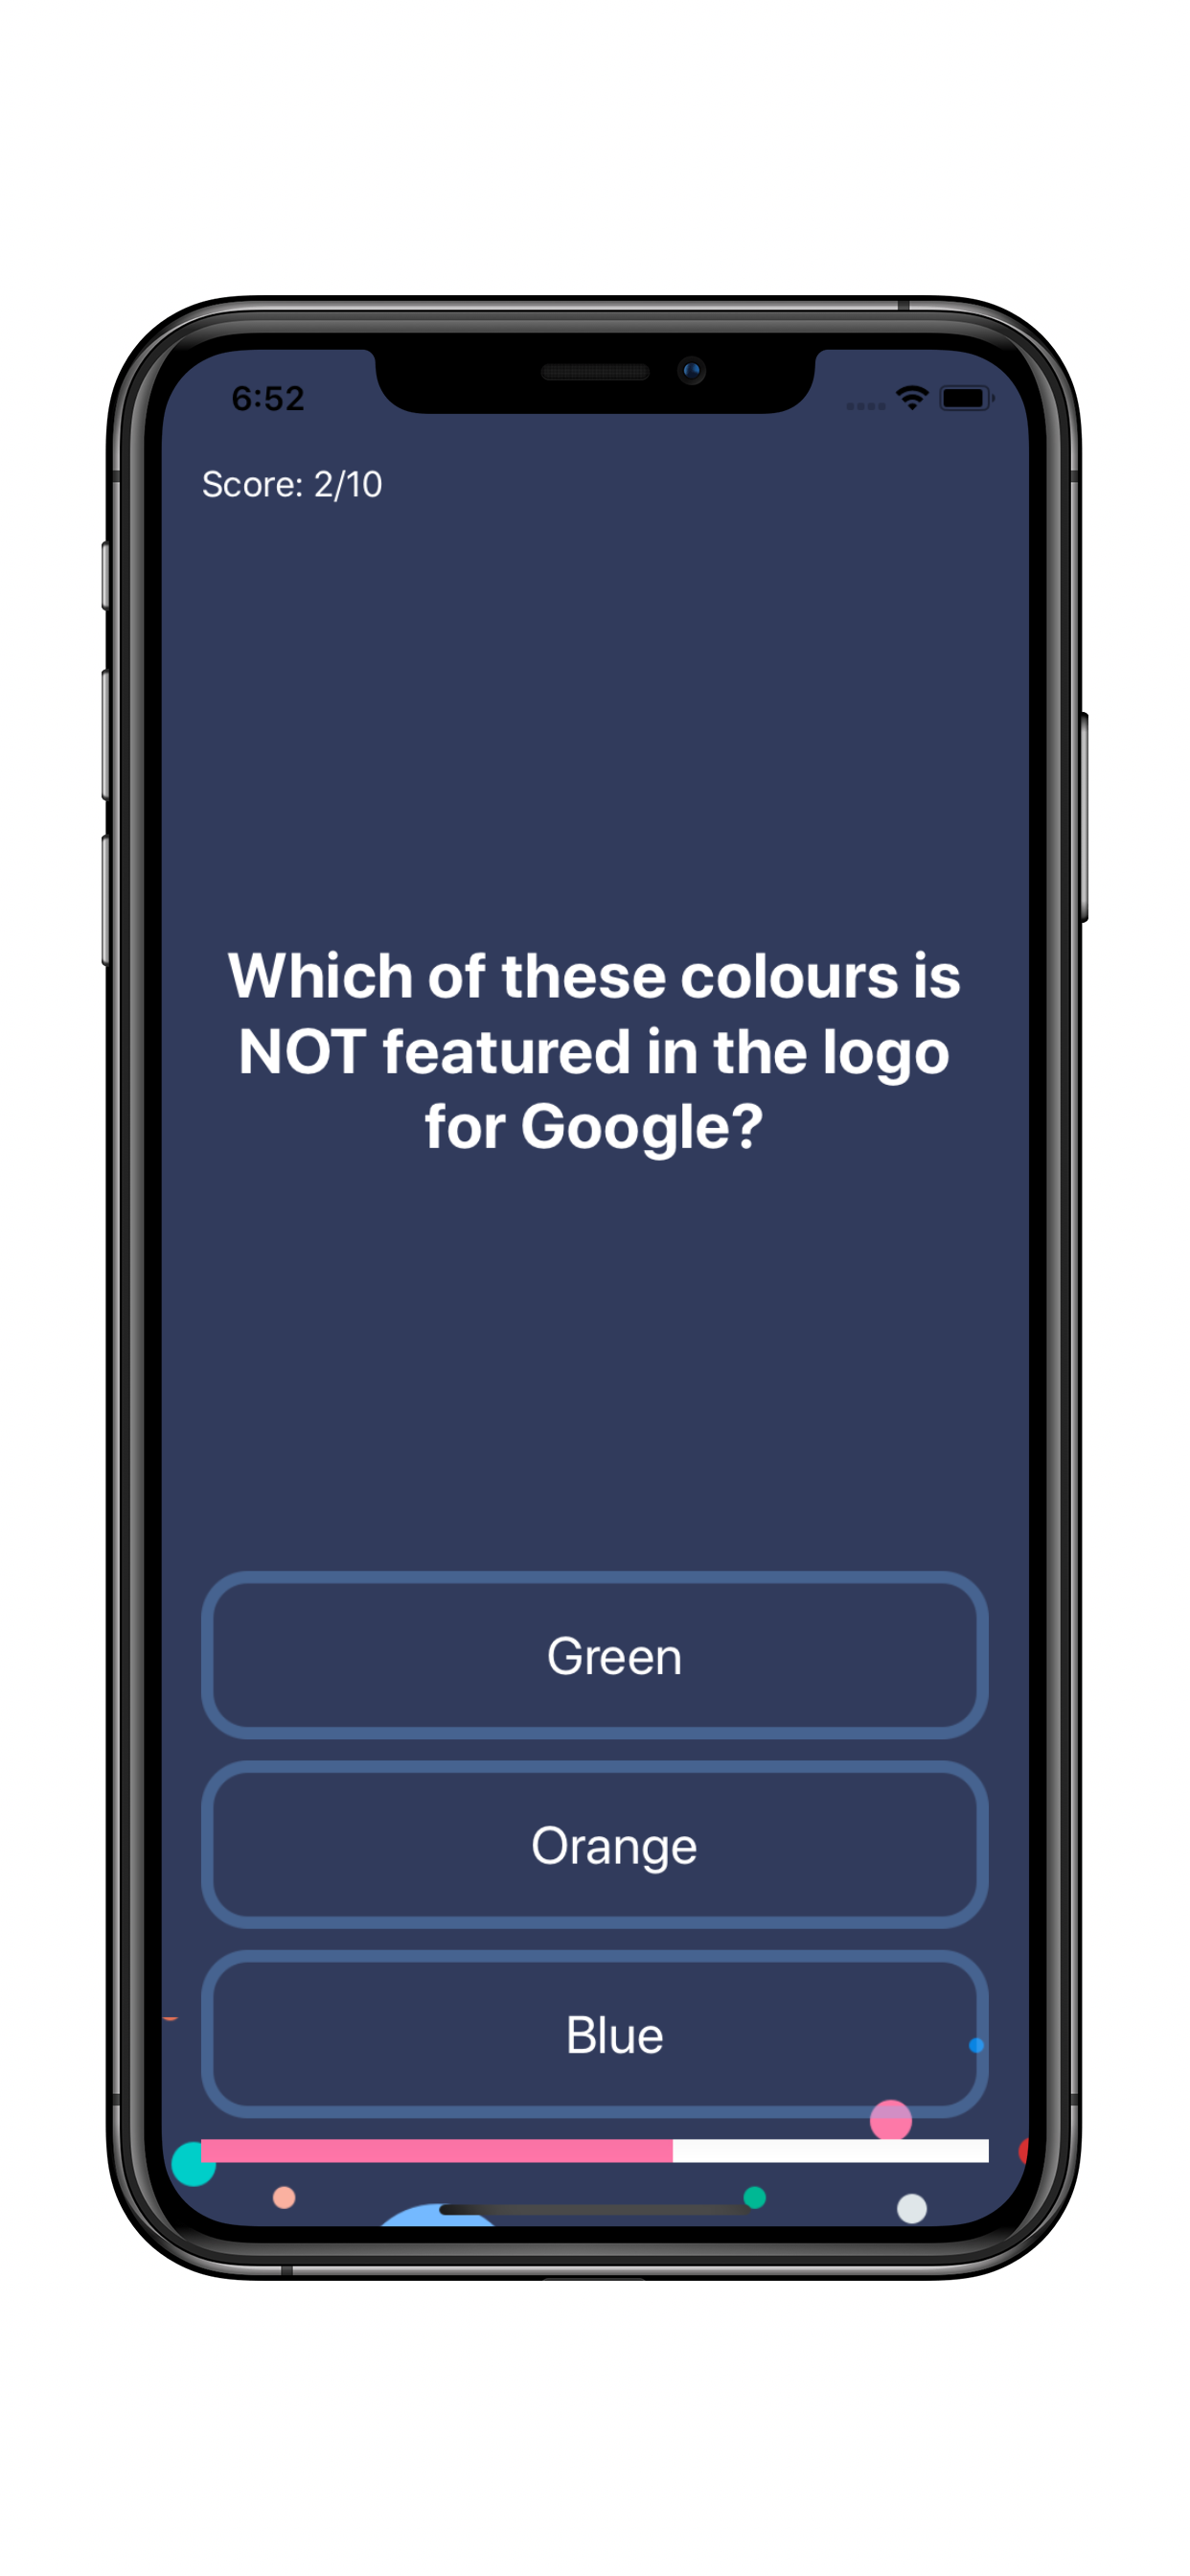 6:52
Score: 2/10
Which of these colours is
NOT featured in the logo
for Google?
Green
Orange
Blue